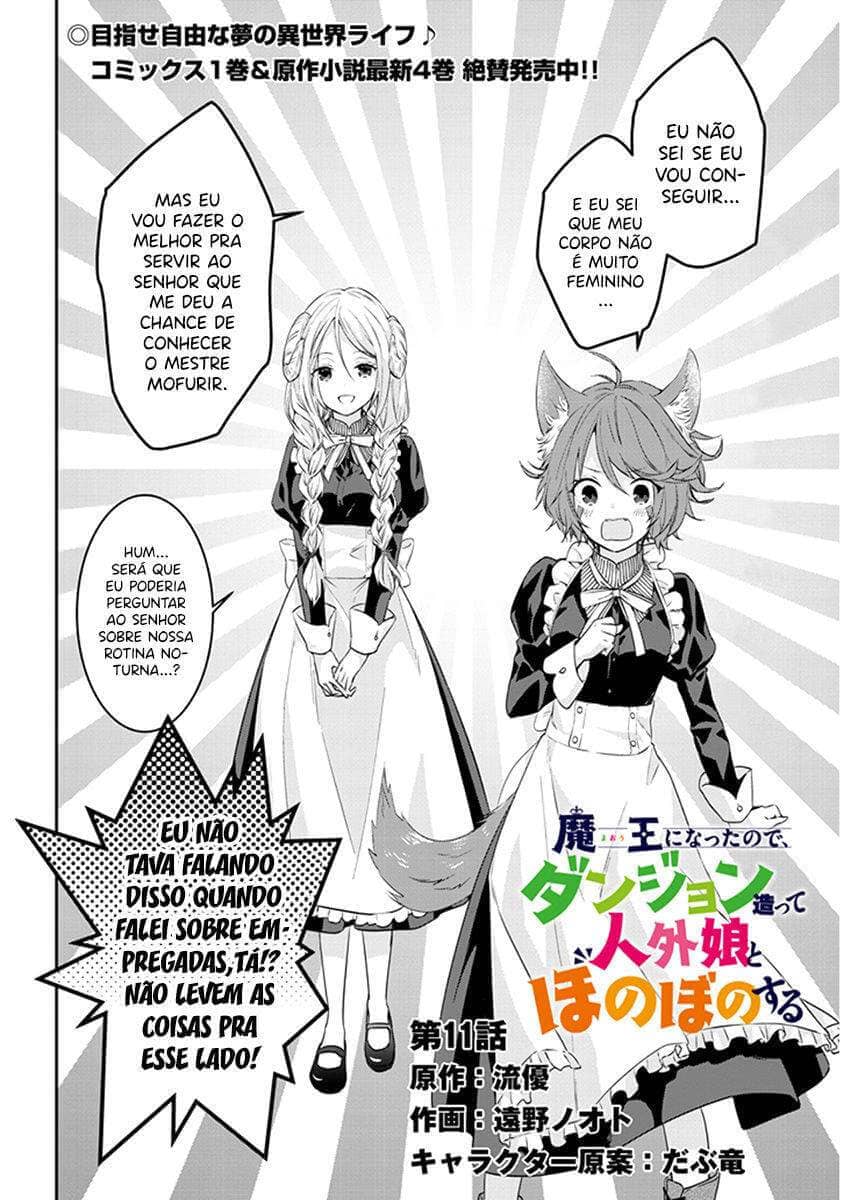 ◎目指せ自由な夢の異世界ライフ♪
コミックス1巻&原作小説最新4巻 絶賛発売中!!
EU NÃO
SEI SE EU
VOU CON-
SEGUIR...
E EU SEI
QUE MEU
CORPO NÃO
É MUITO
FEMININO
...
MAS EU
VOU FAZER O
MELHOR PRA
SERVIR AO
SENHOR QUE
ME DEU A
CHANCE DE
CONHECER
O MESTRE
MOFURIR.
HUM...
SERÁ QUE
EU PODERIA
PERGUNTAR
AO SENHOR
SOBRE NOSSA
ROTINA NO-
TURNA...?
EU NÃO
TAVA FALANDO
DISSO QUANDO
FALEI SOBRE EM-
PREGADAS,TÁ!?
NÃO LEVEM AS
COISAS PRA
ESSE LADO!
魔王になったので、
まおう
ダンジョン造って
人外娘と
ほのぼのする
第11話
原作:流優
作画:遠野ノオト
キャラクター原案:だぶ竜